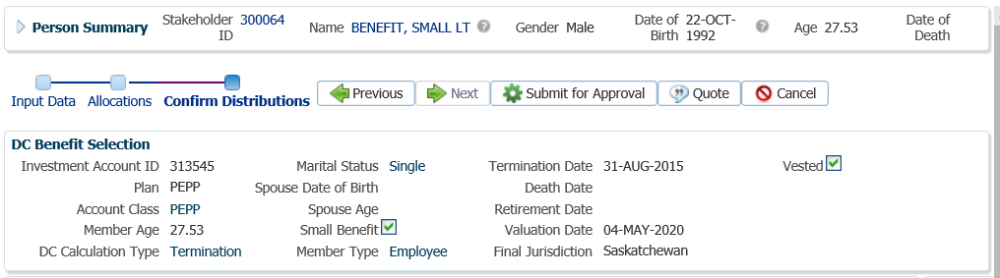 Person Summary Stakeholder ID 300064 Name BENEFIT, SMALL LT Gender Male Date of Birth 22-OCT-1992 Age 27.53 Date of Death
Input Data Allocations Confirm Distributions Previous Next Submit for Approval Quote Cancel
DC Benefit Selection
Investment Account ID 313545 Marital Status Single Termination Date 31-AUG-2015 Vested
Plan PEPP Spouse Date of Birth Death Date
Account Class PEPP Spouse Age Retirement Date
Member Age 27.53 Small Benefit Valuation Date 04-MAY-2020
DC Calculation Type Termination Member Type Employee Final Jurisdiction Saskatchewan